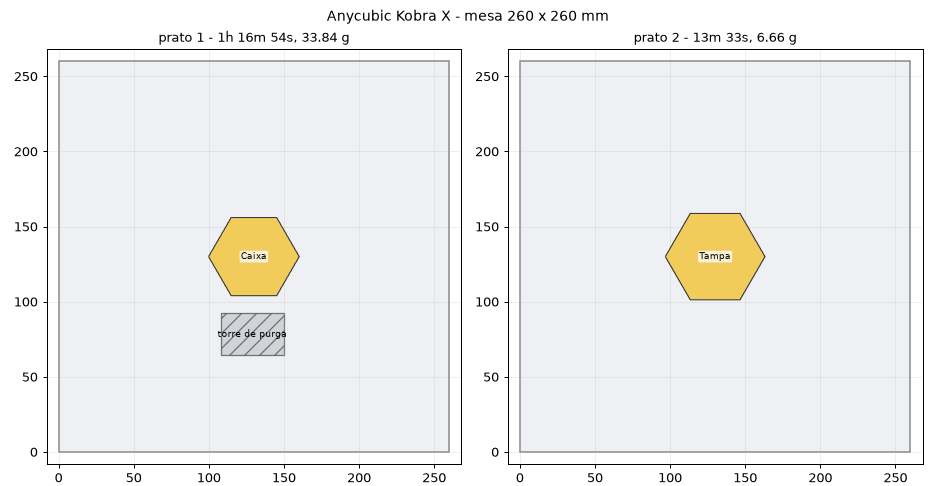 Anycubic Kobra X - mesa 260 x 260 mm
prato 1 - 1h 16m 54s, 33.84 g
250
200
150
100
50
0
Caixa
torre de purga
0 50 100 150 200 250
prato 2 - 13m 33s, 6.66 g
250
200
150
100
50
0
Tampa
0 50 100 150 200 250